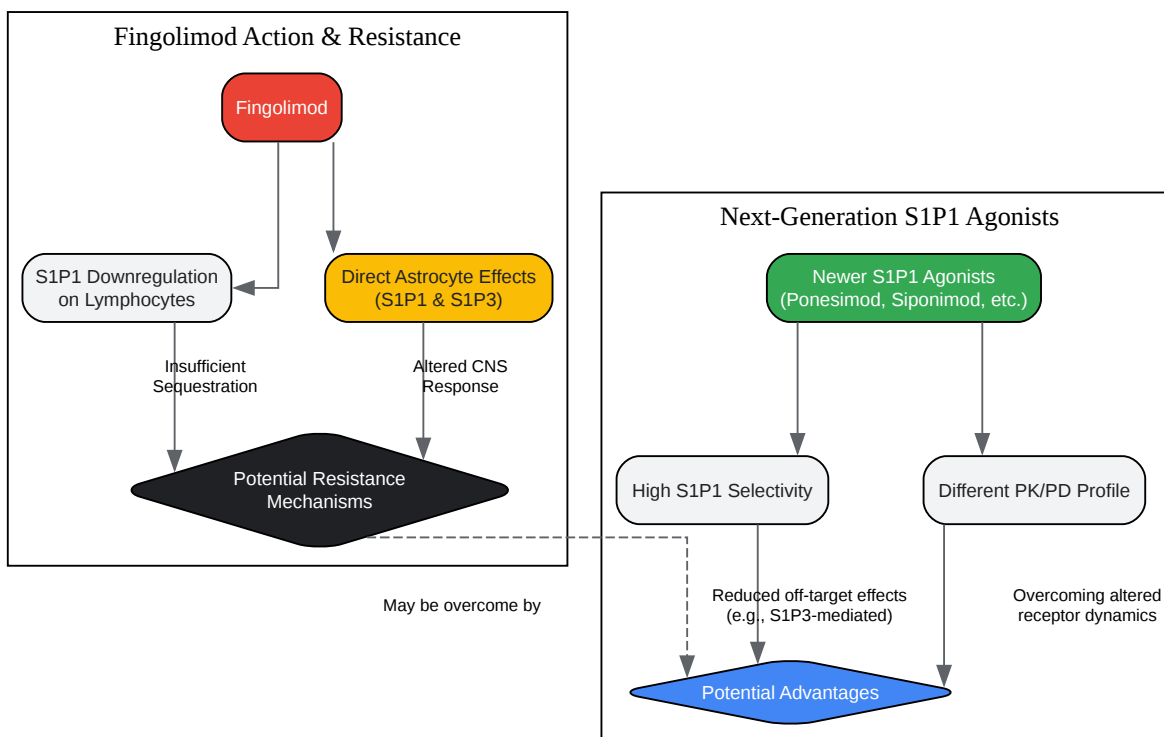 Fingolimod Action & Resistance
Fingolimod
S1P1 Downregulation
on Lymphocytes
Direct Astrocyte Effects
(S1P1 & S1P3)
Insufficient
Sequestration
Altered CNS
Response
Potential Resistance
Mechanisms
May be overcome by
Next-Generation S1P1 Agonists
Newer S1P1 Agonists
(Ponesimod, Siponimod, etc.)
High S1P1 Selectivity
Different PK/PD Profile
Reduced off-target effects
(e.g., S1P3-mediated)
Overcoming altered
receptor dynamics
Potential Advantages